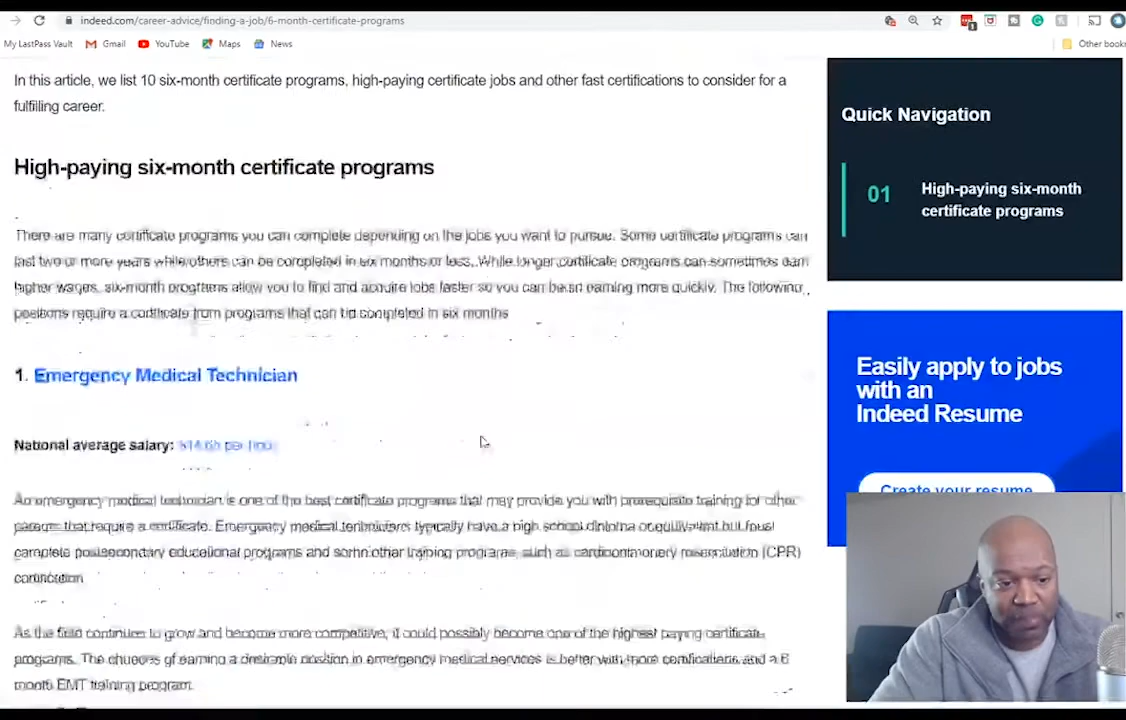 indeed.com/career-advice/finding-a-job/6-month-certificate-programs
1
My LastPass Vault Gmail YouTube Maps News Other book
In this article, we list 10 six-month certificate programs, high-paying certificate jobs and other fast certifications to consider for a
fulfilling career.
High-paying six-month certificate programs
There are many certificate programs you can complete depending on the jobs you want to pursue. Some certificate programs can
last two or more years while others can be completed in six months or less. While longer certificate programs can sometimes earn
higher wages, six-month programs allow you to find and acquire jobs faster so you can be an earning more quickly. The following
positions require a certificate from programs that can be completed in six months
1. Emergency Medical Technician
National average salary: per hour
An emergency medical technician is one of the best certificate programs that may provide you with prerequisite training for other
careers that require a certificate. Emergency medical technicians typically have a high school diploma or equivalent but must
complete postsecondary educational programs and some other training programs, such as cardiopulmonary resuscitation (CPR)
certification
As the field continues to grow and become more competitive, it could possibly become one of the highest paying certificate
programs. The chances of earning a desirable position in emergency medical services is better with more certifications and a 6
month EMT training program.
Quick Navigation
01 High-paying six-month
certificate programs
Easily apply to jobs
with an
Indeed Resume
Create your resume